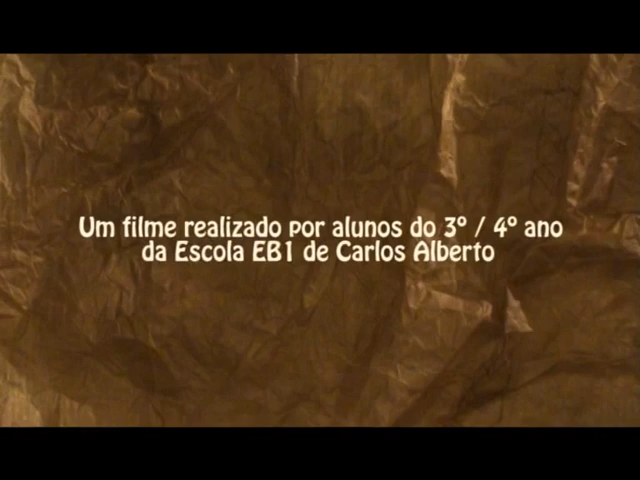 Um filme realizado por alunos do 3º / 4º ano
da Escola EB1 de Carlos Alberto